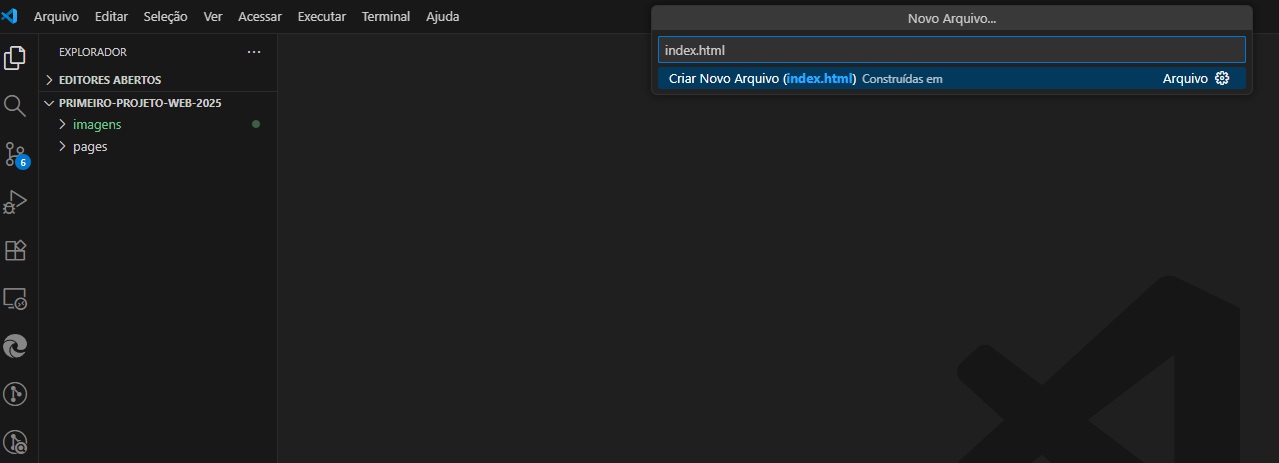 Arquivo Editar Seleção Ver Acessar Executar Terminal Ajuda
Novo Arquivo...
index.html
Criar Novo Arquivo (index.html) Construídas em Arquivo
EXPLORADOR ...
EDITORES ABERTOS
PRIMEIRO-PROJETO-WEB-2025
imagens
pages
6